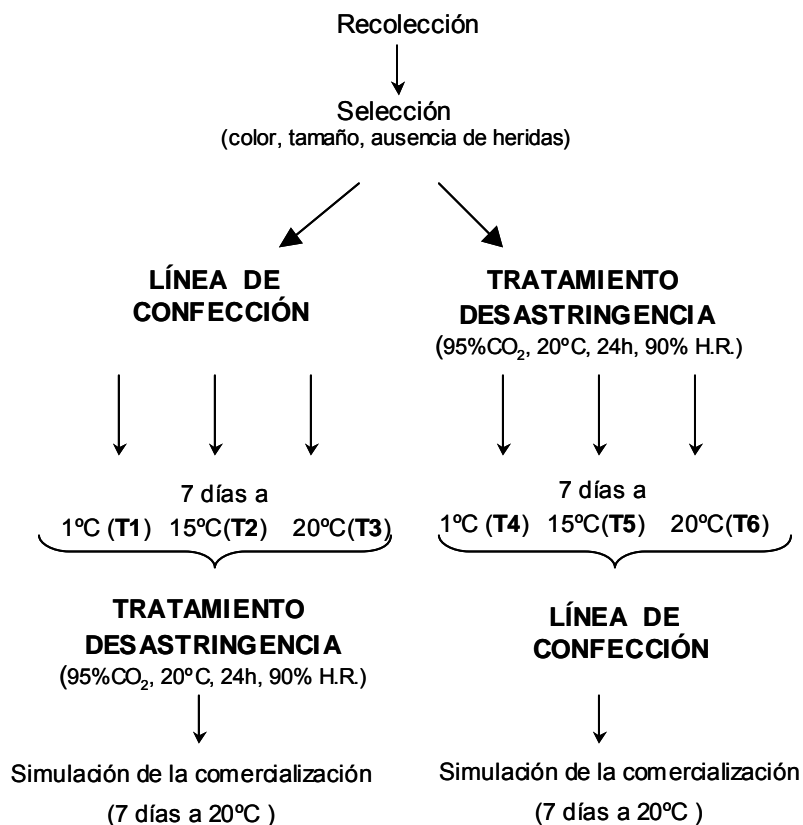 Recolección
Selección
(color, tamaño, ausencia de heridas)
LÍNEA DE
CONFECCIÓN
7 días a
1ºC (T1) 15ºC(T2) 20ºC(T3)
TRATAMIENTO
DESASTRINGENCIA
(95%CO₂, 20ºC, 24h, 90% H.R.)
Simulación de la comercialización
(7 días a 20ºC )
TRATAMIENTO
DESASTRINGENCIA
(95%CO₂, 20ºC, 24h, 90% H.R.)
7 días a
1ºC (T4) 15ºC(T5) 20ºC(T6)
LÍNEA DE
CONFECCIÓN
Simulación de la comercialización
(7 días a 20ºC )